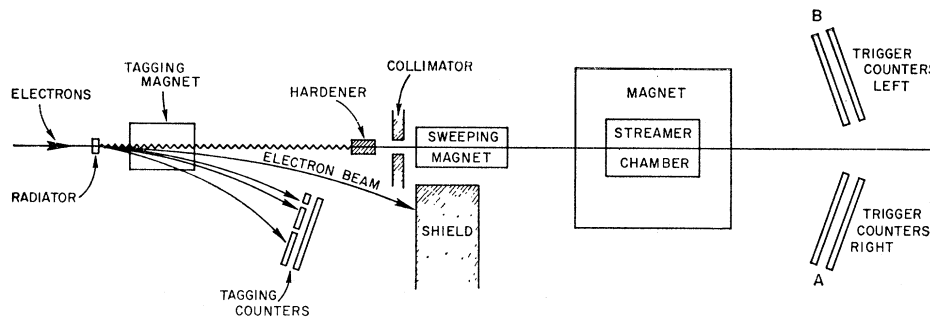 ELECTRONS
RADIATOR
TAGGING
MAGNET
TAGGING
COUNTERS
ELECTRON BEAM
HARDENER
COLLIMATOR
SWEEPING
MAGNET
SHIELD
MAGNET
STREAMER
CHAMBER
B
TRIGGER
COUNTERS
LEFT
TRIGGER
COUNTERS
RIGHT
A